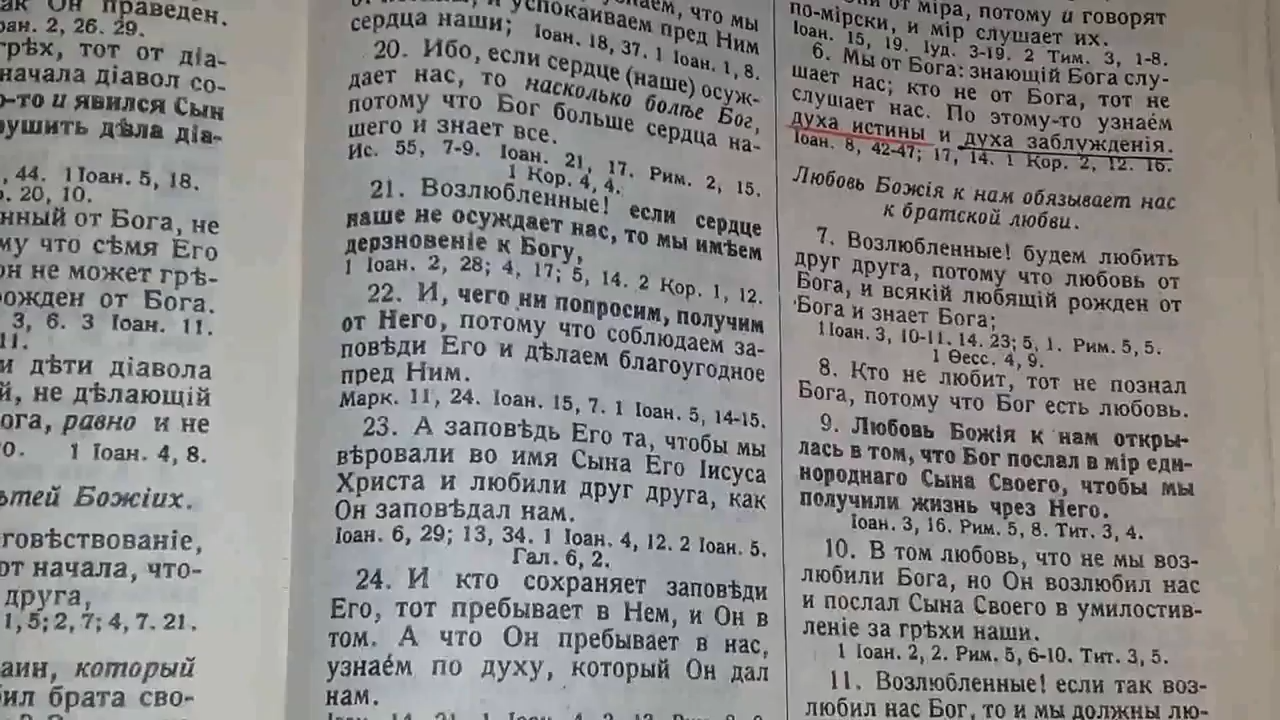 ак Он праведен.
оан. 2, 26. 29.
грѣх, тот от діа-
начала діавол со-
о-то и явился Сын
рушить дѣла діа-
, 44. 1 Іоан. 5, 18.
. 20, 10.
нный от Бога, не
му что сѣмя Его
он не может грѣ-
рожден от Бога.
3, 6. 3 Іоан. 11.
11.
и дѣти діавола
й, не дѣлающій
ога, равно и не
о. 1 Іоан. 4, 8.
ѣтей Божіих.
говѣствованіе,
от начала, что-
друга,
1, 5; 2, 7; 4, 7. 21.
аин, который
бил брата сво-
что мы
и успокаиваем пред Ним
сердца наши; Іоан. 18, 37. 1 Іоан. 1, 8.
20. Ибо, если сердце (наше) осуж-
дает нас, то насколько болѣе Бог,
потому что Бог больше сердца на-
шего и знает все.
Ис. 55, 7-9. Іоан. 21, 17. Рим. 2, 15.
1 Кор. 4, 4.
21. Возлюбленные! если сердце
наше не осуждает нас, то мы имѣем
дерзновеніе к Богу,
1 Іоан. 2, 28; 4, 17; 5, 14. 2 Кор. 1, 12.
22. И, чего ни попросим, получим
от Него, потому что соблюдаем за-
повѣди Его и дѣлаем благоугодное
пред Ним.
Марк. 11, 24. Іоан. 15, 7. 1 Іоан. 5, 14-15.
23. А заповѣдь Его та, чтобы мы
вѣровали во имя Сына Его Іисуса
Христа и любили друг друга, как
Он заповѣдал нам.
Іоан. 6, 29; 13, 34. 1 Іоан. 4, 12. 2 Іоан. 5.
Гал. 6, 2.
24. И кто сохраняет заповѣди
Его, тот пребывает в Нем, и Он в
том. А что Он пребывает в нас,
узнаём по духу, который Он дал
нам.
от міра, потому и говорят
по-мірски, и мір слушает их.
Іоан. 15, 19. Іуд. 3-19. 2 Тим. 3, 1-8.
6. Мы от Бога: знающій Бога слу-
шает нас; кто не от Бога, тот не
слушает нас. По этому-то узнаём
духа истины и духа заблужденія.
Іоан. 8, 42-47; 17, 14. 1 Кор. 2, 12. 16.
Любовь Божія к нам обязывает нас
к братской любви.
7. Возлюбленные! будем любить
друг друга, потому что любовь от
Бога, и всякій любящій рожден от
Бога и знает Бога;
1 Іоан. 3, 10-11. 14. 23; 5, 1. Рим. 5, 5.
1 Ѳесс. 4, 9.
8. Кто не любит, тот не познал
Бога, потому что Бог есть любовь.
9. Любовь Божія к нам откры-
лась в том, что Бог послал в мір еди-
нороднаго Сына Своего, чтобы мы
получили жизнь чрез Него.
Іоан. 3, 16. Рим. 5, 8. Тит. 3, 4.
10. В том любовь, что не мы воз-
любили Бога, но Он возлюбил нас
и послал Сына Своего в умилостив-
леніе за грѣхи наши.
1 Іоан. 2, 2. Рим. 5, 6-10. Тит. 3, 5.
11. Возлюбленные! если так воз-
любил нас Бог, то и мы должны лю-